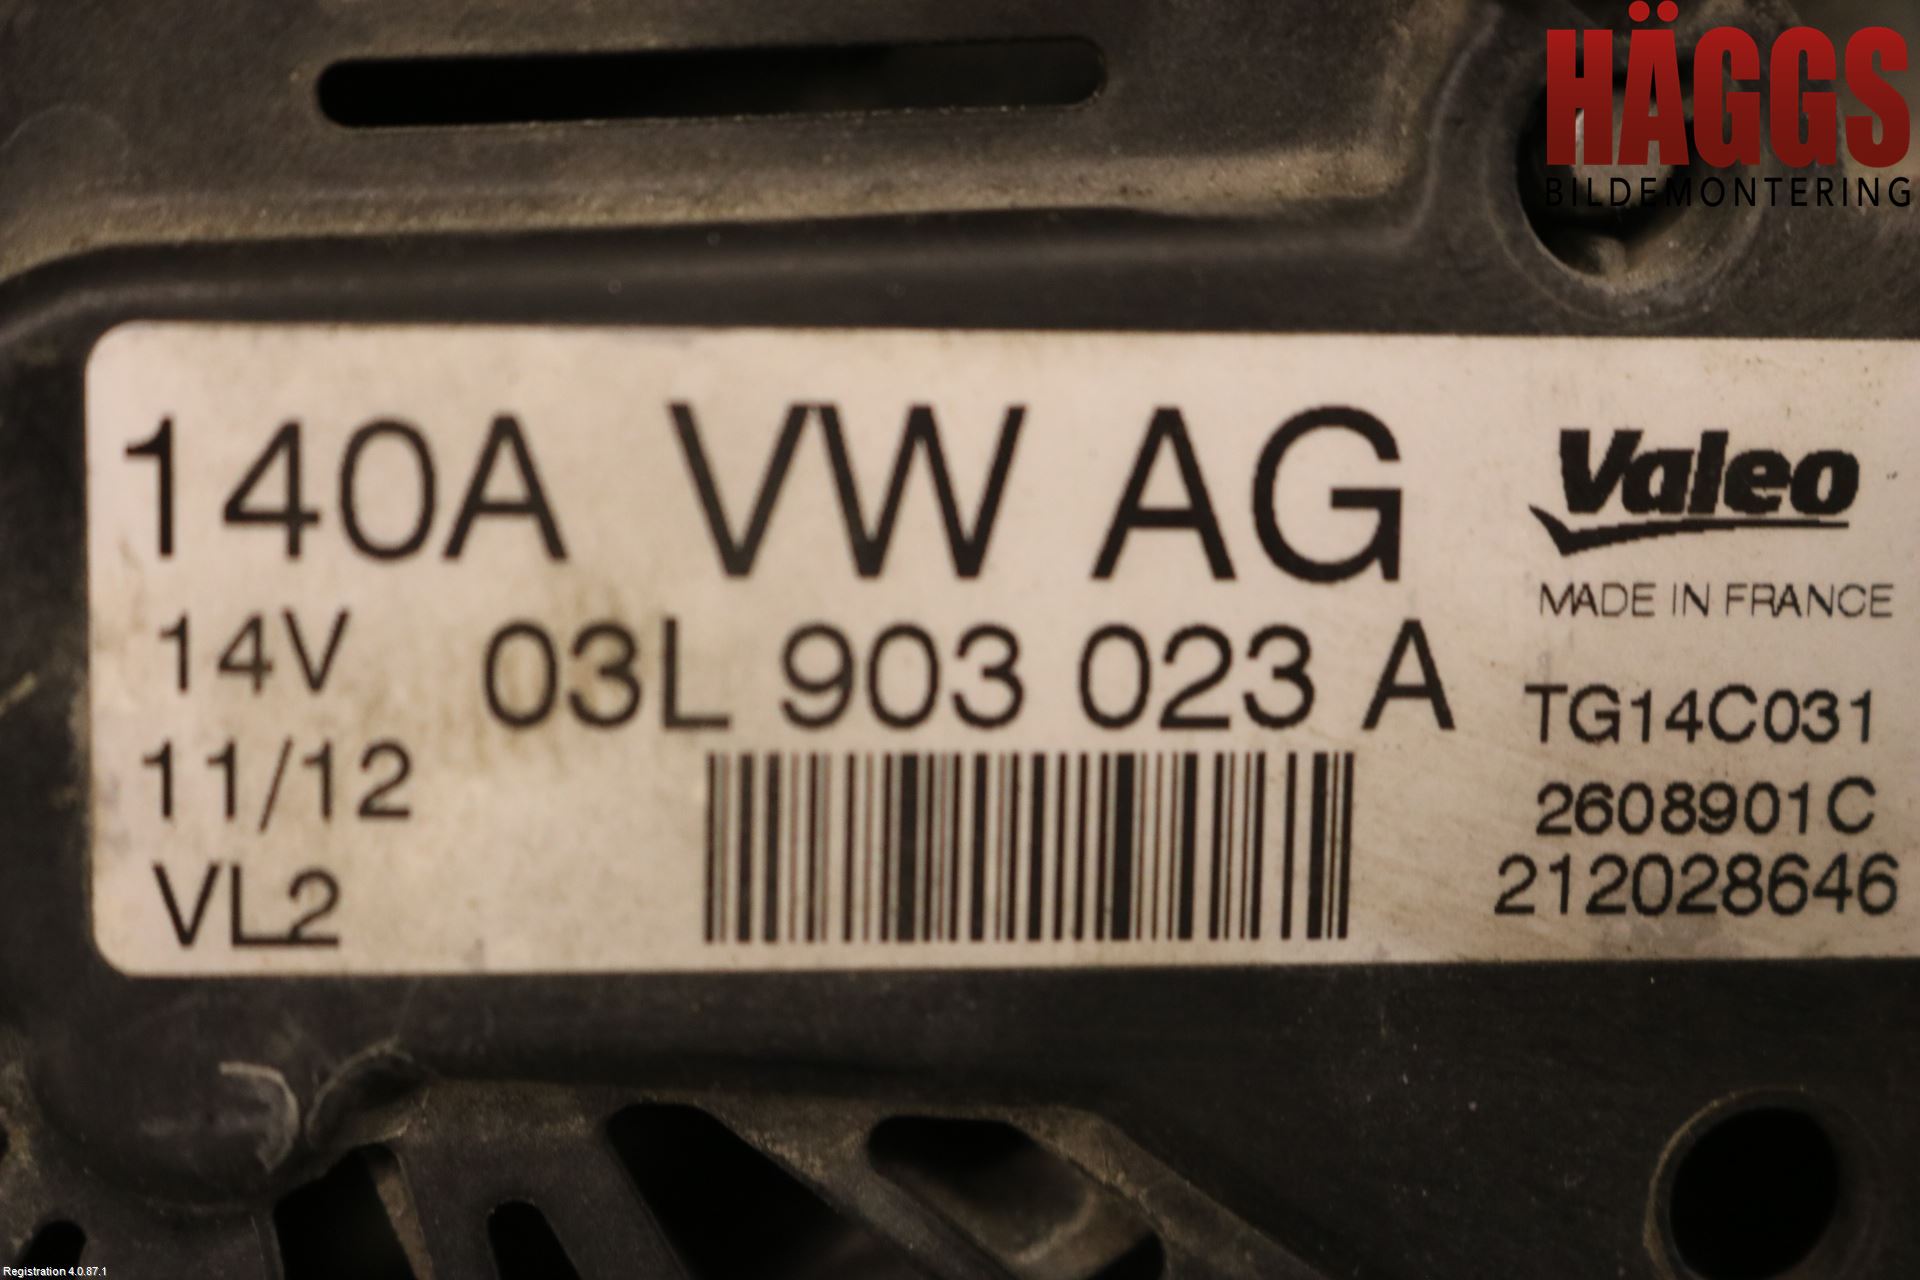 HÄGGS
BILDEMONTERING
140A VW AG
Valeo
MADE IN FRANCE
14V 03L 903 023 A
TG14C031
11/12
2608901C
VL2
212028646
Registration 4.0.87.1